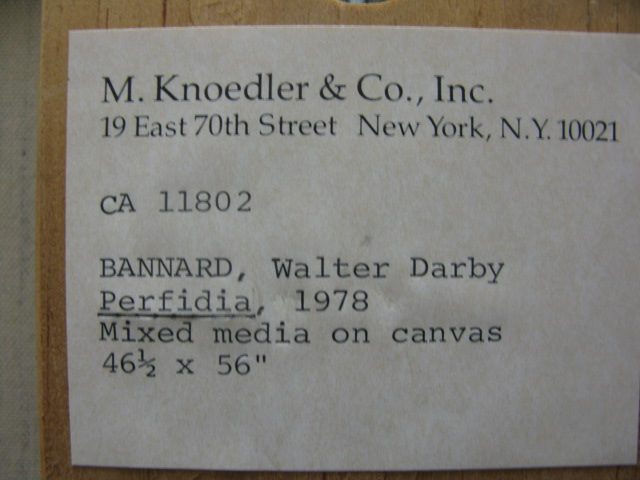 M. Knoedler & Co., Inc.
19 East 70th Street New York, N.Y. 10021
CA 11802
BANNARD, Walter Darby
Perfidia, 1978
Mixed media on canvas
46½ x 56"